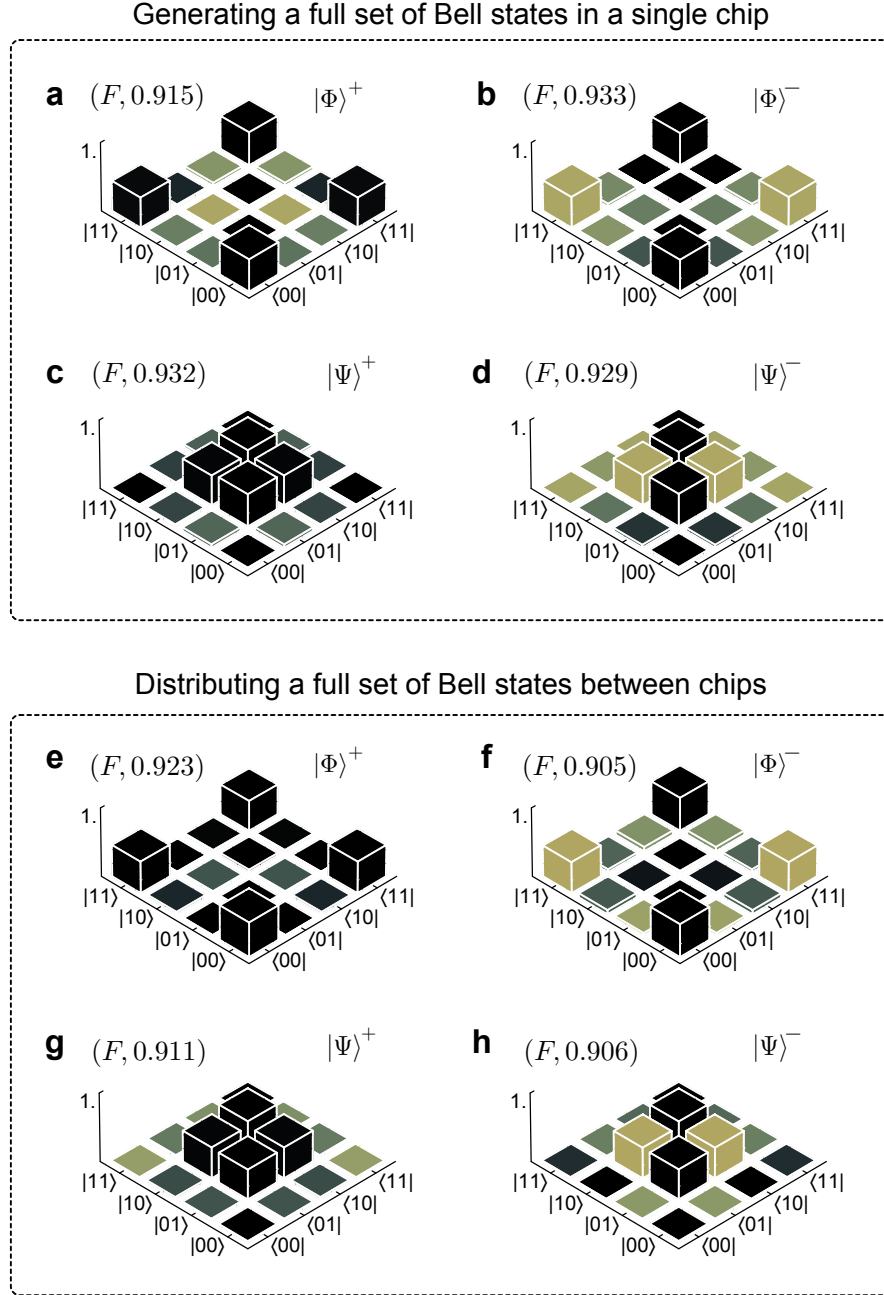 Generating a full set of Bell states in a single chip
a (F, 0.915) |Φ⟩⁺
1.
|11⟩ |10⟩ |01⟩ |00⟩ ⟨00| ⟨01| ⟨10| ⟨11|
b (F, 0.933) |Φ⟩⁻
1.
|11⟩ |10⟩ |01⟩ |00⟩ ⟨00| ⟨01| ⟨10| ⟨11|
c (F, 0.932) |Ψ⟩⁺
1.
|11⟩ |10⟩ |01⟩ |00⟩ ⟨00| ⟨01| ⟨10| ⟨11|
d (F, 0.929) |Ψ⟩⁻
1.
|11⟩ |10⟩ |01⟩ |00⟩ ⟨00| ⟨01| ⟨10| ⟨11|
Distributing a full set of Bell states between chips
e (F, 0.923) |Φ⟩⁺
1.
|11⟩ |10⟩ |01⟩ |00⟩ ⟨00| ⟨01| ⟨10| ⟨11|
f (F, 0.905) |Φ⟩⁻
1.
|11⟩ |10⟩ |01⟩ |00⟩ ⟨00| ⟨01| ⟨10| ⟨11|
g (F, 0.911) |Ψ⟩⁺
1.
|11⟩ |10⟩ |01⟩ |00⟩ ⟨00| ⟨01| ⟨10| ⟨11|
h (F, 0.906) |Ψ⟩⁻
1.
|11⟩ |10⟩ |01⟩ |00⟩ ⟨00| ⟨01| ⟨10| ⟨11|